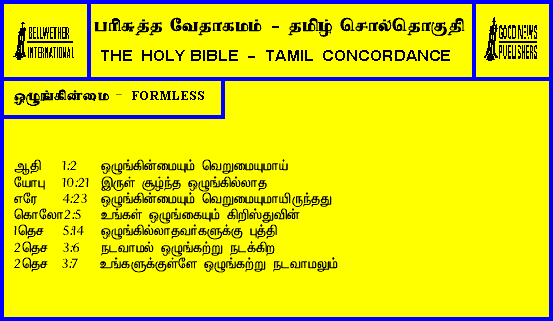 BELLWETHER
INTERNATIONAL
பரிசுத்த வேதாகமம் - தமிழ் சொல்தொகுதி
THE HOLY BIBLE - TAMIL CONCORDANCE
GOOD NEWS
PUBLISHERS
ஒழுங்கின்மை - FORMLESS
ஆதி 1:2 ஒழுங்கின்மையும் வெறுமையுமாய்
யோபு 10:21 இருள் சூழ்ந்த ஒழுங்கில்லாத
எரே 4:23 ஒழுங்கின்மையும் வெறுமையுமாயிருந்தது
கொலோ 2:5 உங்கள் ஒழுங்கையும் கிறிஸ்துவின்
1தெச 5:14 ஒழுங்கில்லாதவர்களுக்கு புத்தி
2தெச 3:6 நடவாமல் ஒழுங்கற்று நடக்கிற
2தெச 3:7 உங்களுக்குள்ளே ஒழுங்கற்று நடவாமலும்